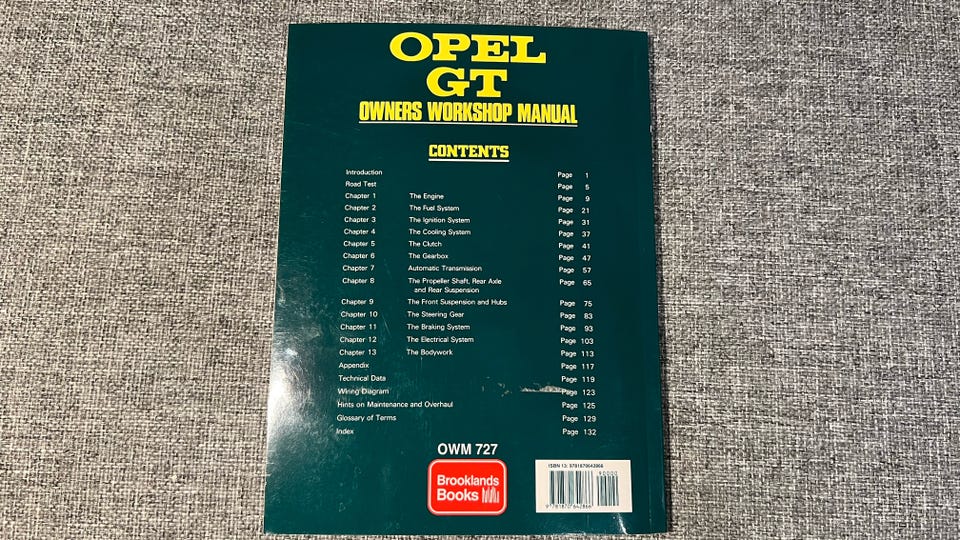 OPEL
GT
OWNERS WORKSHOP MANUAL
CONTENTS
Introduction Page 1
Road Test Page 5
Chapter 1 The Engine Page 9
Chapter 2 The Fuel System Page 21
Chapter 3 The Ignition System Page 31
Chapter 4 The Cooling System Page 37
Chapter 5 The Clutch Page 41
Chapter 6 The Gearbox Page 47
Chapter 7 Automatic Transmission Page 57
Chapter 8 The Propeller Shaft, Rear Axle Page 65
and Rear Suspension
Chapter 9 The Front Suspension and Hubs Page 75
Chapter 10 The Steering Gear Page 83
Chapter 11 The Braking System Page 93
Chapter 12 The Electrical System Page 103
Chapter 13 The Bodywork Page 113
Appendix Page 117
Technical Data Page 119
Wiring Diagram Page 123
Hints on Maintenance and Overhaul Page 125
Glossary of Terms Page 129
Index Page 132
OWM 727
Brooklands
Books
ISBN 13: 9781870642866
90000
9 781870 642866